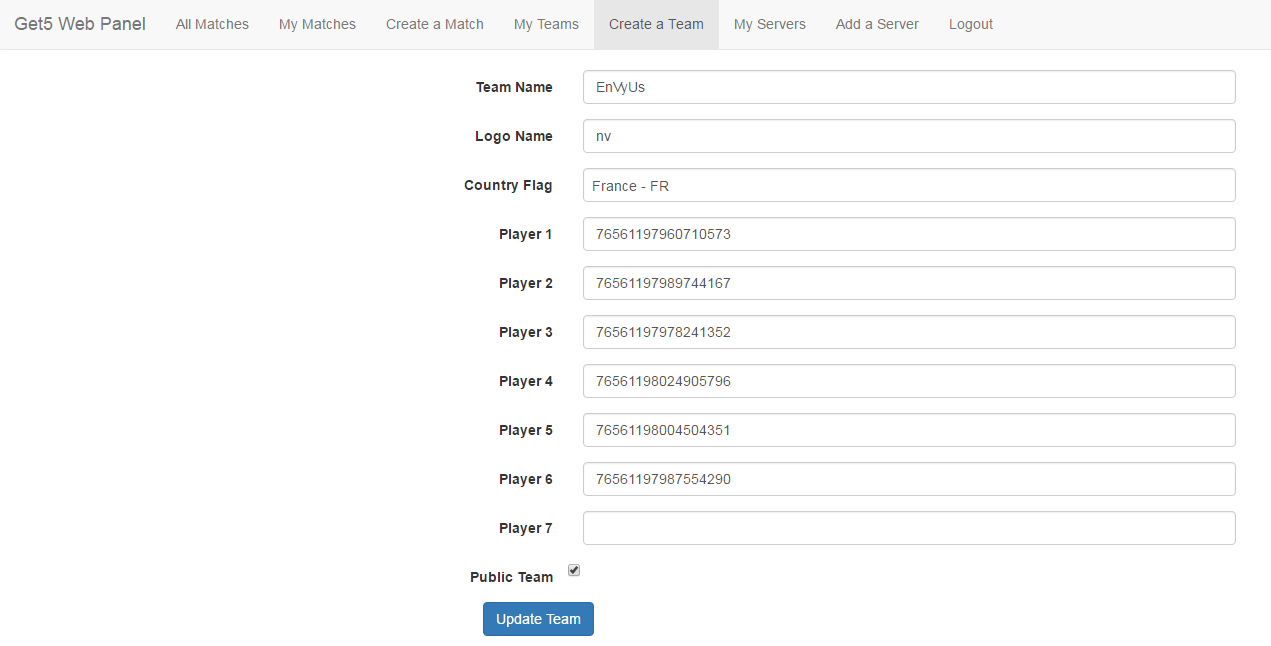 Get5 Web Panel All Matches My Matches Create a Match My Teams Create a Team My Servers Add a Server Logout
Team Name EnVyUs
Logo Name nv
Country Flag France - FR
Player 1 76561197960710573
Player 2 76561197989744167
Player 3 76561197978241352
Player 4 76561198024905796
Player 5 76561198004504351
Player 6 76561197987554290
Player 7
Public Team
Update Team